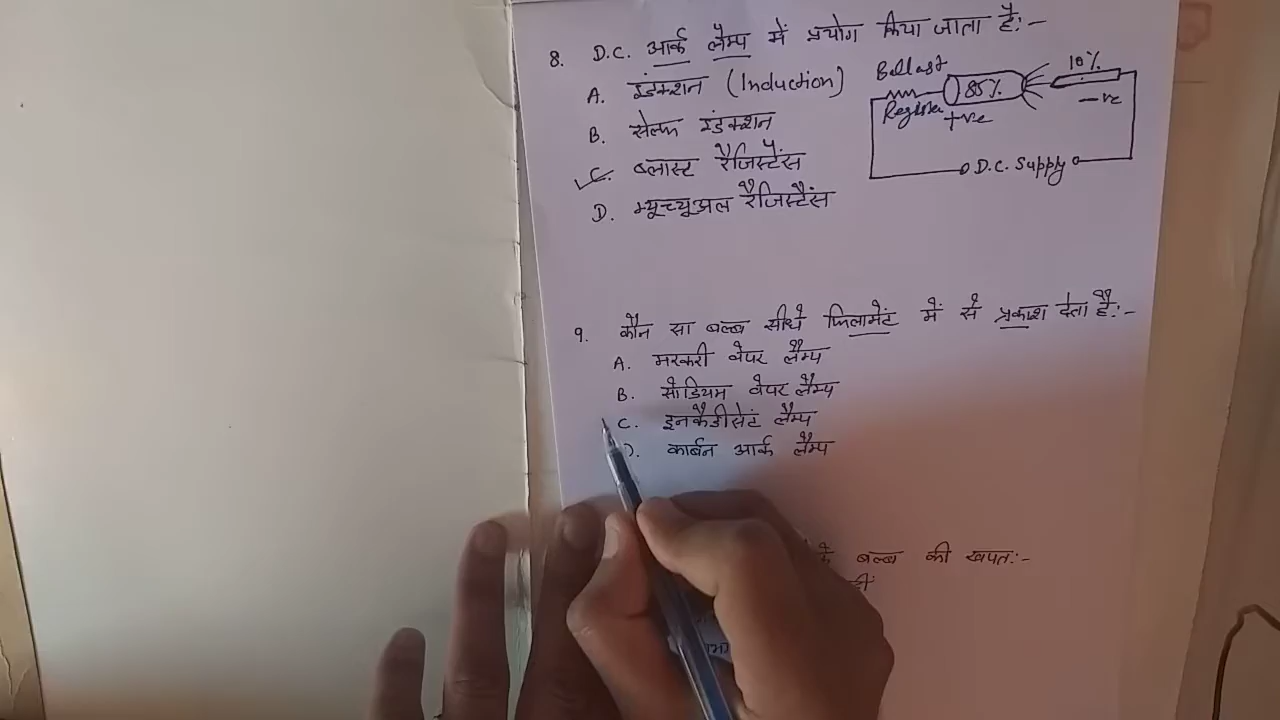 8. D.C. आर्क लैम्प में प्रयोग किया जाता है:-
A. इंडक्शन (Induction)
B. सेल्फ इंडक्शन
C. ब्लास्ट रैजिस्टैंस
D. म्यूच्यूअल रैजिस्टैंस
Ballast
85%
10%
+ve
-ve
D.C. Supply
9. कौन सा बल्ब सीधे फिलामेंट में से प्रकाश देता है:-
A. मरकरी वेपर लैम्प
B. सोडियम वेपर लैम्प
C. इनकैडीसेटं लैम्प
D. कार्बन आर्क लैम्प
के बल्ब की खपत:-